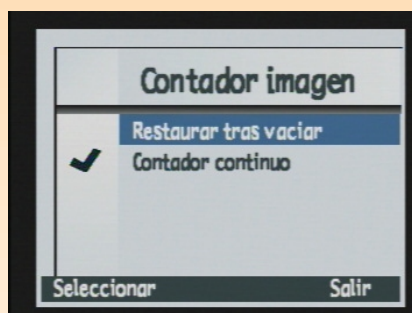 Contador imagen
Restaurar tras vaciar
Contador continuo
Seleccionar Salir